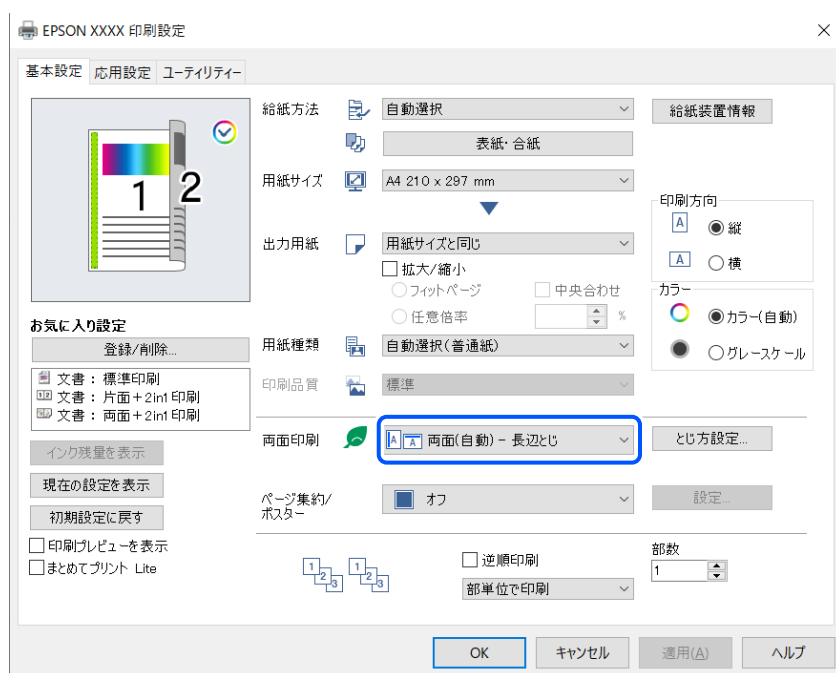 EPSON XXXX 印刷設定
基本設定 応用設定 ユーティリティー
1 2
お気に入り設定
登録/削除...
文書：標準印刷
文書：片面＋2in1 印刷
文書：両面＋2in1 印刷
インク残量を表示
現在の設定を表示
初期設定に戻す
印刷プレビューを表示
まとめてプリント Lite
給紙方法 自動選択 給紙装置情報
表紙・合紙
用紙サイズ A4 210 x 297 mm
出力用紙 用紙サイズと同じ
拡大/縮小
フィットページ 中央合わせ
任意倍率 %
用紙種類 自動選択(普通紙)
印刷品質 標準
印刷方向
A 縦
A 横
カラー
カラー(自動)
グレースケール
両面印刷 A A 両面(自動) － 長辺とじ とじ方設定...
ページ集約/
ポスター
オフ 設定...
1 2 3 1 2 3
逆順印刷
部単位で印刷
部数
1
OK キャンセル 適用(A) ヘルプ